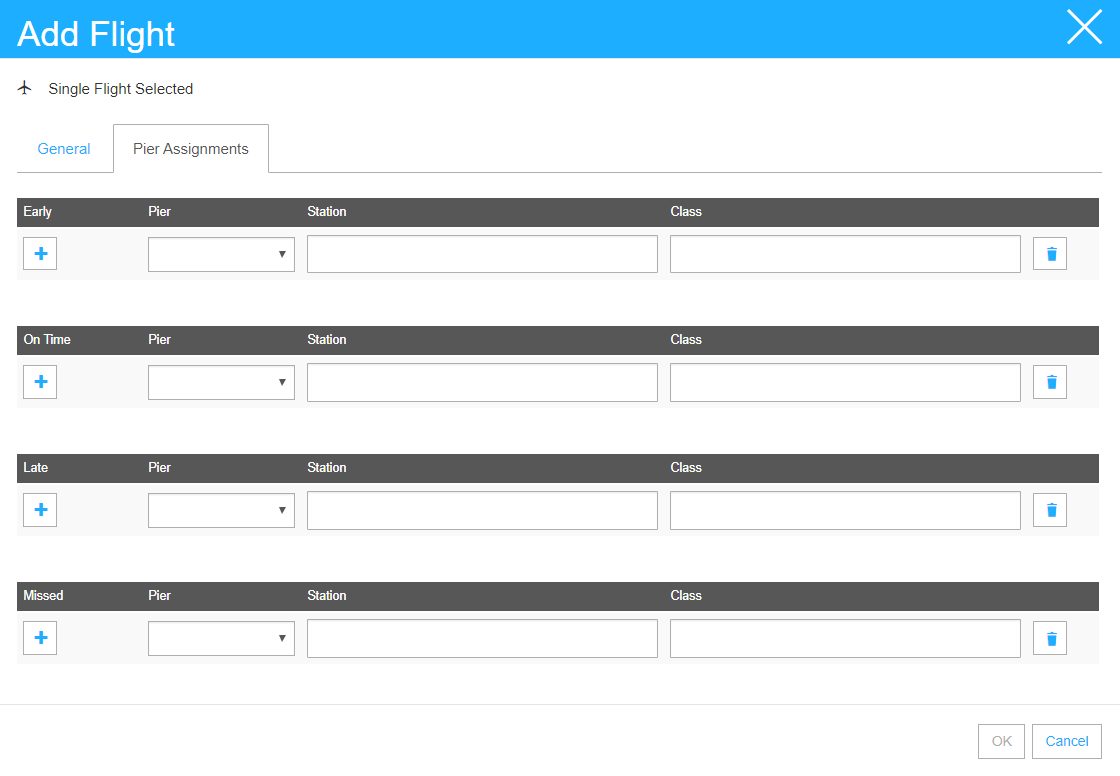 Add Flight
Single Flight Selected
General Pier Assignments
Early Pier Station Class
On Time Pier Station Class
Late Pier Station Class
Missed Pier Station Class
OK Cancel